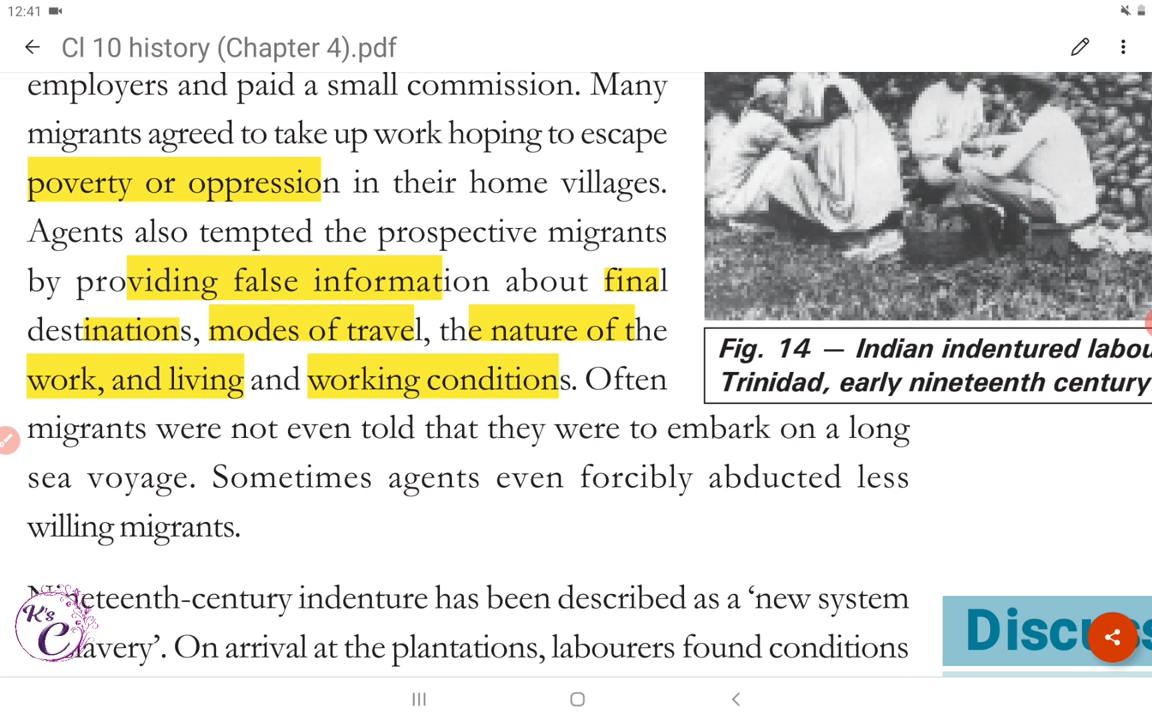 12:41
Cl 10 history (Chapter 4).pdf
employers and paid a small commission. Many
migrants agreed to take up work hoping to escape
poverty or oppression in their home villages.
Agents also tempted the prospective migrants
by providing false information about final
destinations, modes of travel, the nature of the
work, and living and working conditions. Often
migrants were not even told that they were to embark on a long
sea voyage. Sometimes agents even forcibly abducted less
willing migrants.
Fig. 14 — Indian indentured labou
Trinidad, early nineteenth century
Nineteenth-century indenture has been described as a ‘new system
slavery’. On arrival at the plantations, labourers found conditions
K's
C
Discuss